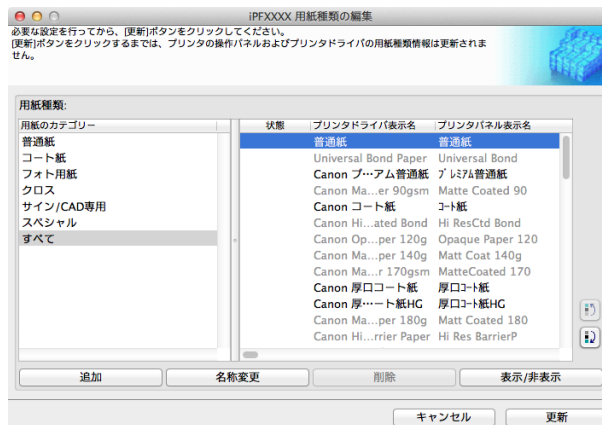 iPFXXXX 用紙種類の編集
必要な設定を行ってから、[更新]ボタンをクリックしてください。
[更新]ボタンをクリックするまでは、プリンタの操作パネルおよびプリンタドライバの用紙種類情報は更新されま
せん。
用紙種類:
用紙のカテゴリー
普通紙
コート紙
フォト用紙
クロス
サイン/CAD専用
スペシャル
すべて
状態 プリンタドライバ表示名 プリンタパネル表示名
普通紙 普通紙
Universal Bond Paper Universal Bond
Canon プ…アム普通紙 プレミアム普通紙
Canon Ma...er 90gsm Matte Coated 90
Canon コート紙 コート紙
Canon Hi...ated Bond Hi ResCtd Bond
Canon Op...per 120g Opaque Paper 120
Canon Ma...per 140g Matt Coat 140g
Canon Ma...r 170gsm MatteCoated 170
Canon 厚口コート紙 厚口コート紙
Canon 厚…ート紙HG 厚口コート紙HG
Canon Ma...per 180g Matt Coated 180
Canon Hi...rrier Paper Hi Res BarrierP
追加 名称変更 削除 表示/非表示
キャンセル 更新